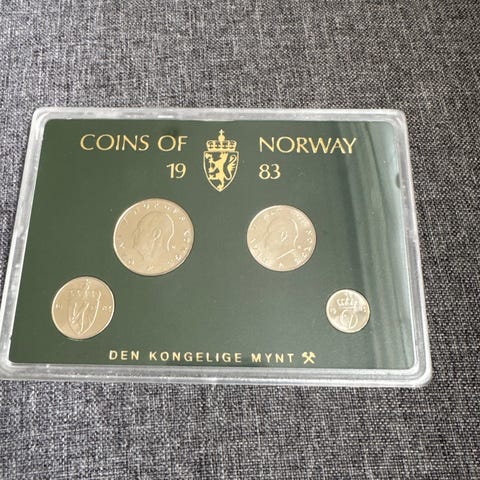 COINS OF NORWAY
19 83
DEN KONGELIGE MYNT